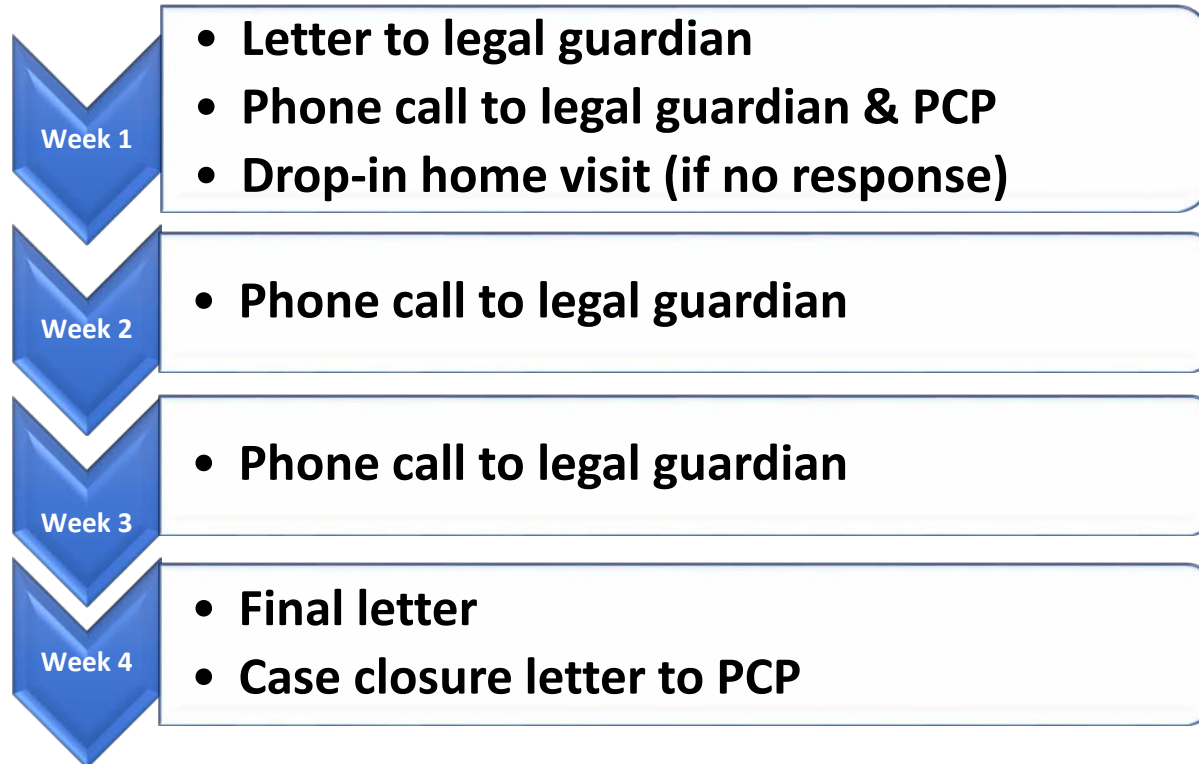 Week 1
• Letter to legal guardian
• Phone call to legal guardian & PCP
• Drop-in home visit (if no response)
Week 2
• Phone call to legal guardian
Week 3
• Phone call to legal guardian
Week 4
• Final letter
• Case closure letter to PCP